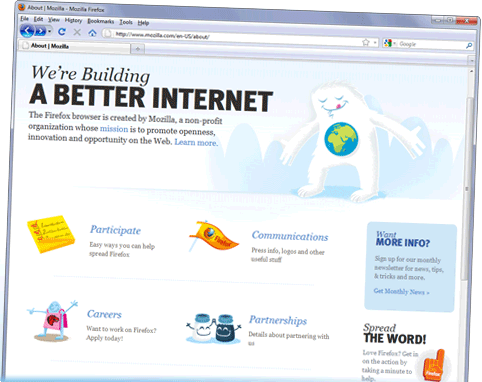 About | Mozilla - Mozilla Firefox
File Edit View History Bookmarks Tools Help
http://www.mozilla.com/en-US/about/
Google
About | Mozilla
We're Building
A BETTER INTERNET
The Firefox browser is created by Mozilla, a non-profit
organization whose mission is to promote openness,
innovation and opportunity on the Web. Learn more.
Participate
Easy ways you can help
spread Firefox
Communications
Press info, logos and other
useful stuff
Firefox
Want
MORE INFO?
Sign up for our monthly
newsletter for news, tips,
& tricks and more.
Get Monthly News »
Careers
Want to work on Firefox?
Apply today!
Partnerships
Details about partnering with
us
Spread
THE WORD!
Love Firefox? Get in
on the action by
taking a minute to
help.
Firefox